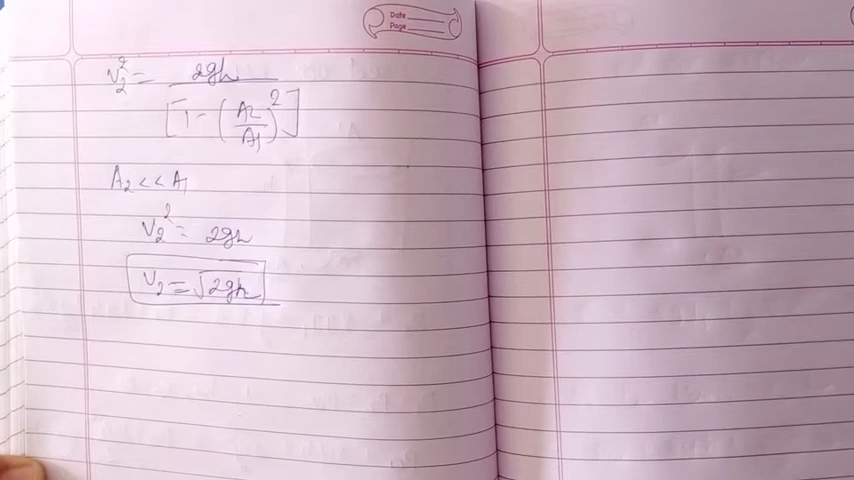 Date
Page
v₂² = 2gh
[1 - (A₂/A₁)²]
A₂ << A₁
v₂² = 2gh
v₂ = √2gh